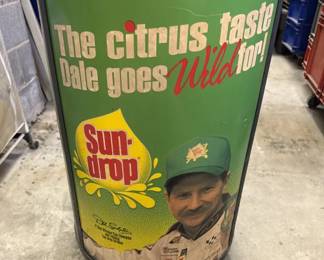 The citrus taste
Dale goes Wild for!
Sun-
drop